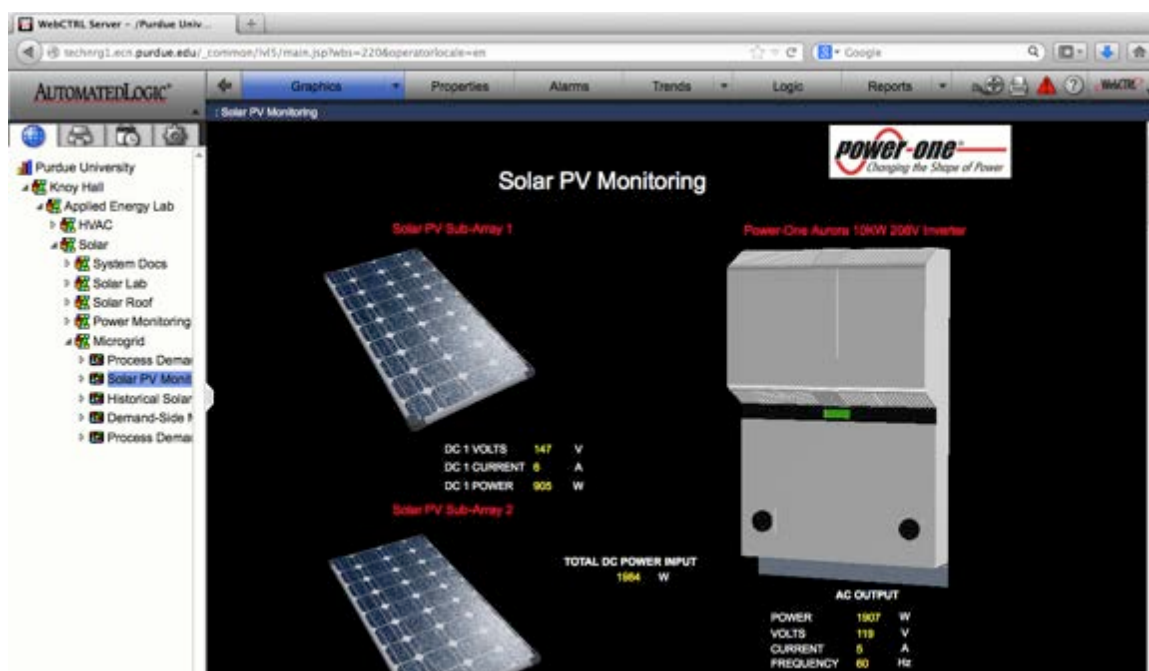 WebCTRL Server - /Purdue Univ...
technrg1.ecn.purdue.edu/_common/lvl5/main.jsp?wbs=220&operatorlocale=en
Google
AUTOMATEDLOGIC®
Graphics Properties Alarms Trends Logic Reports WebCTRL
: Solar PV Monitoring
power-one®
Changing the Shape of Power
Purdue University
Knoy Hall
Applied Energy Lab
HVAC
Solar
System Docs
Solar Lab
Solar Roof
Power Monitoring
Microgrid
Process Demar
Solar PV Monit
Historical Solar
Demand-Side M
Process Demar
Solar PV Monitoring
Solar PV Sub-Array 1
DC 1 VOLTS 147 V
DC 1 CURRENT 6 A
DC 1 POWER 905 W
Solar PV Sub-Array 2
TOTAL DC POWER INPUT
1984 W
Power-One Aurora 10KW 208V Inverter
AC OUTPUT
POWER 1907 W
VOLTS 119 V
CURRENT 5 A
FREQUENCY 60 Hz